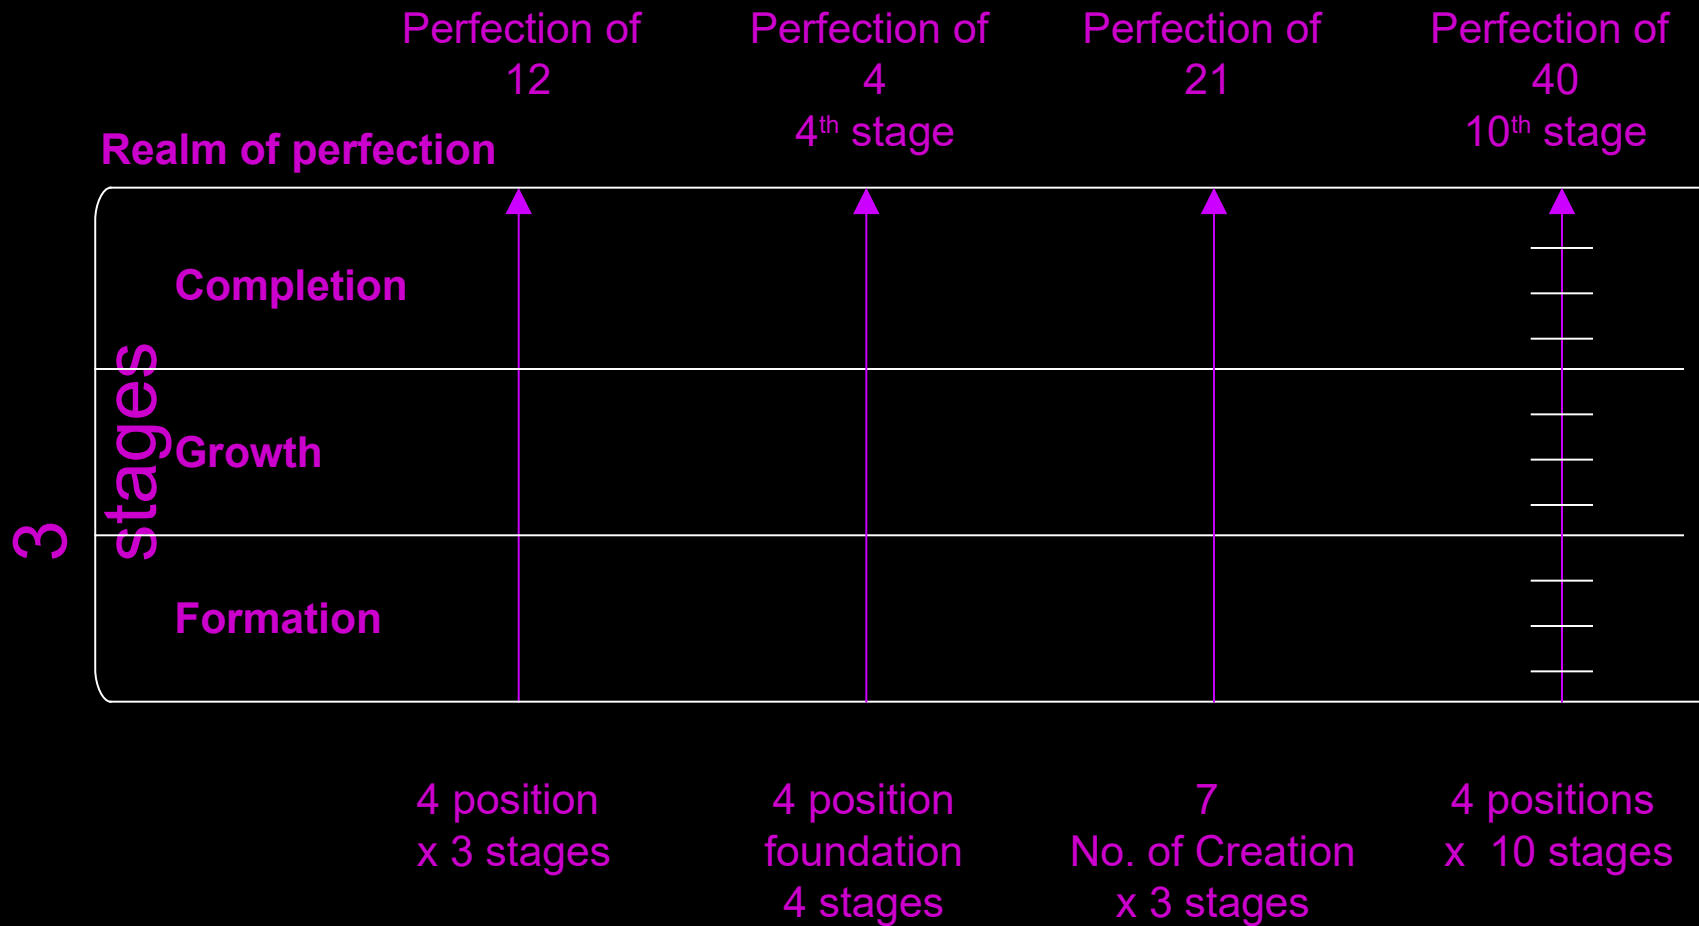 Perfection of
12
Perfection of
4
4th stage
Perfection of
21
Perfection of
40
10th stage
Realm of perfection
3
stages
Completion
Growth
Formation
4 position
x 3 stages
4 position
foundation
4 stages
7
No. of Creation
x 3 stages
4 positions
x 10 stages